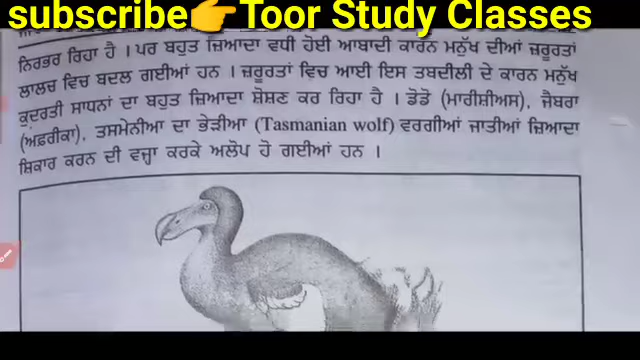 subscribe👉Toor Study Classes
ਨਿਰਭਰ ਰਿਹਾ ਹੈ । ਪਰ ਬਹੁਤ ਜ਼ਿਆਦਾ ਵਧੀ ਹੋਈ ਆਬਾਦੀ ਕਾਰਨ ਮਨੁੱਖ ਦੀਆਂ ਜ਼ਰੂਰਤਾਂ
ਲਾਲਚ ਵਿਚ ਬਦਲ ਗਈਆਂ ਹਨ । ਜ਼ਰੂਰਤਾਂ ਵਿਚ ਆਈ ਇਸ ਤਬਦੀਲੀ ਦੇ ਕਾਰਨ ਮਨੁੱਖ
ਕੁਦਰਤੀ ਸਾਧਨਾਂ ਦਾ ਬਹੁਤ ਜ਼ਿਆਦਾ ਸ਼ੋਸ਼ਣ ਕਰ ਰਿਹਾ ਹੈ । ਡੋਡੋ (ਮਾਰੀਸ਼ੀਅਸ), ਜੈਬਰਾ
(ਅਫ਼ਰੀਕਾ), ਤਸਮੇਨੀਆ ਦਾ ਭੇੜੀਆ (Tasmanian wolf) ਵਰਗੀਆਂ ਜਾਤੀਆਂ ਜ਼ਿਆਦਾ
ਸ਼ਿਕਾਰ ਕਰਨ ਦੀ ਵਜ੍ਹਾ ਕਰਕੇ ਅਲੋਪ ਹੋ ਗਈਆਂ ਹਨ ।